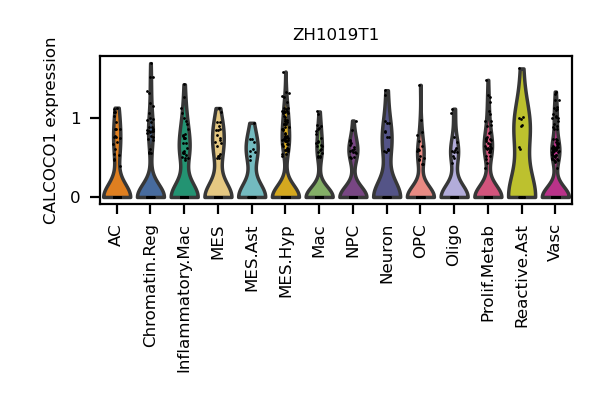 ZH1019T1
CALCOCO1 expression
1
0
AC
Chromatin.Reg
Inflammatory.Mac
MES
MES.Ast
MES.Hyp
Mac
NPC
Neuron
OPC
Oligo
Prolif.Metab
Reactive.Ast
Vasc